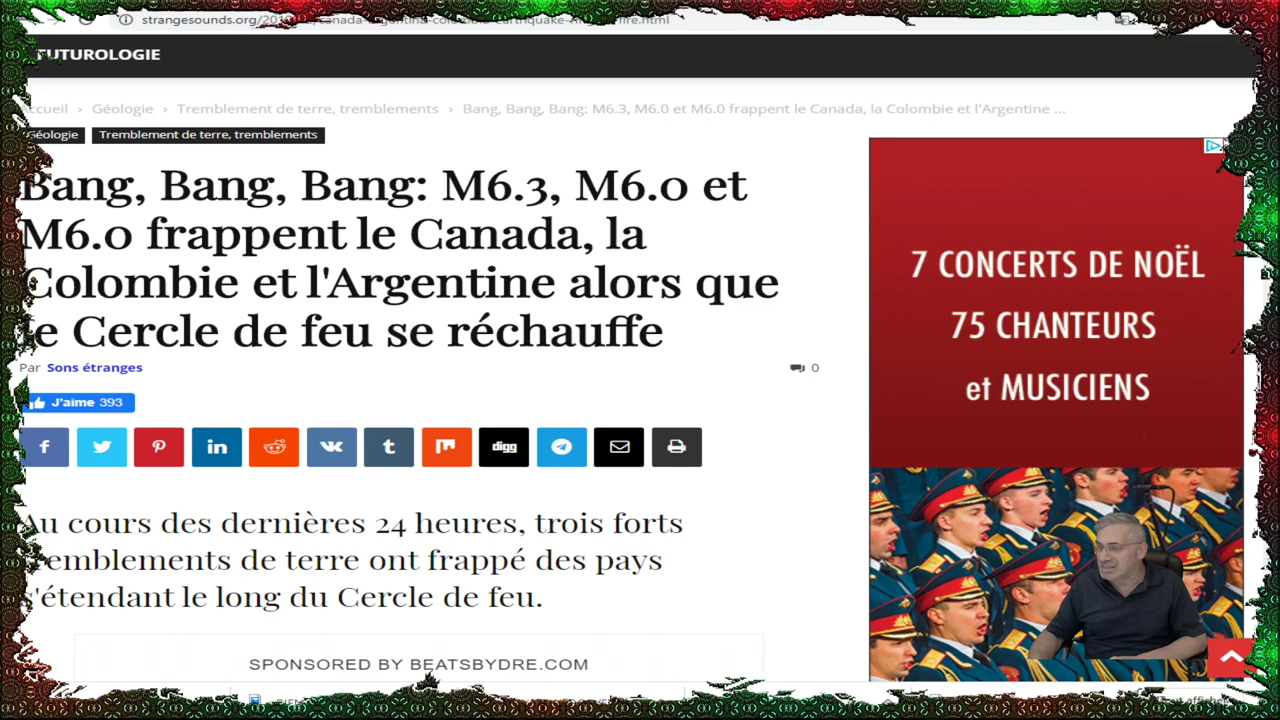 strangesounds.org/20
FUTUROLOGIE
Accueil › Géologie › Tremblement de terre, tremblements › Bang, Bang, Bang: M6.3, M6.0 et M6.0 frappent le Canada, la Colombie et l'Argentine ...
Géologie Tremblement de terre, tremblements
Bang, Bang, Bang: M6.3, M6.0 et
M6.0 frappent le Canada, la
Colombie et l'Argentine alors que
le Cercle de feu se réchauffe
Par Sons étranges 0
J'aime 393
digg
Au cours des dernières 24 heures, trois forts
tremblements de terre ont frappé des pays
s'étendant le long du Cercle de feu.
SPONSORED BY BEATSBYDRE.COM
7 CONCERTS DE NOËL
75 CHANTEURS
et MUSICIENS